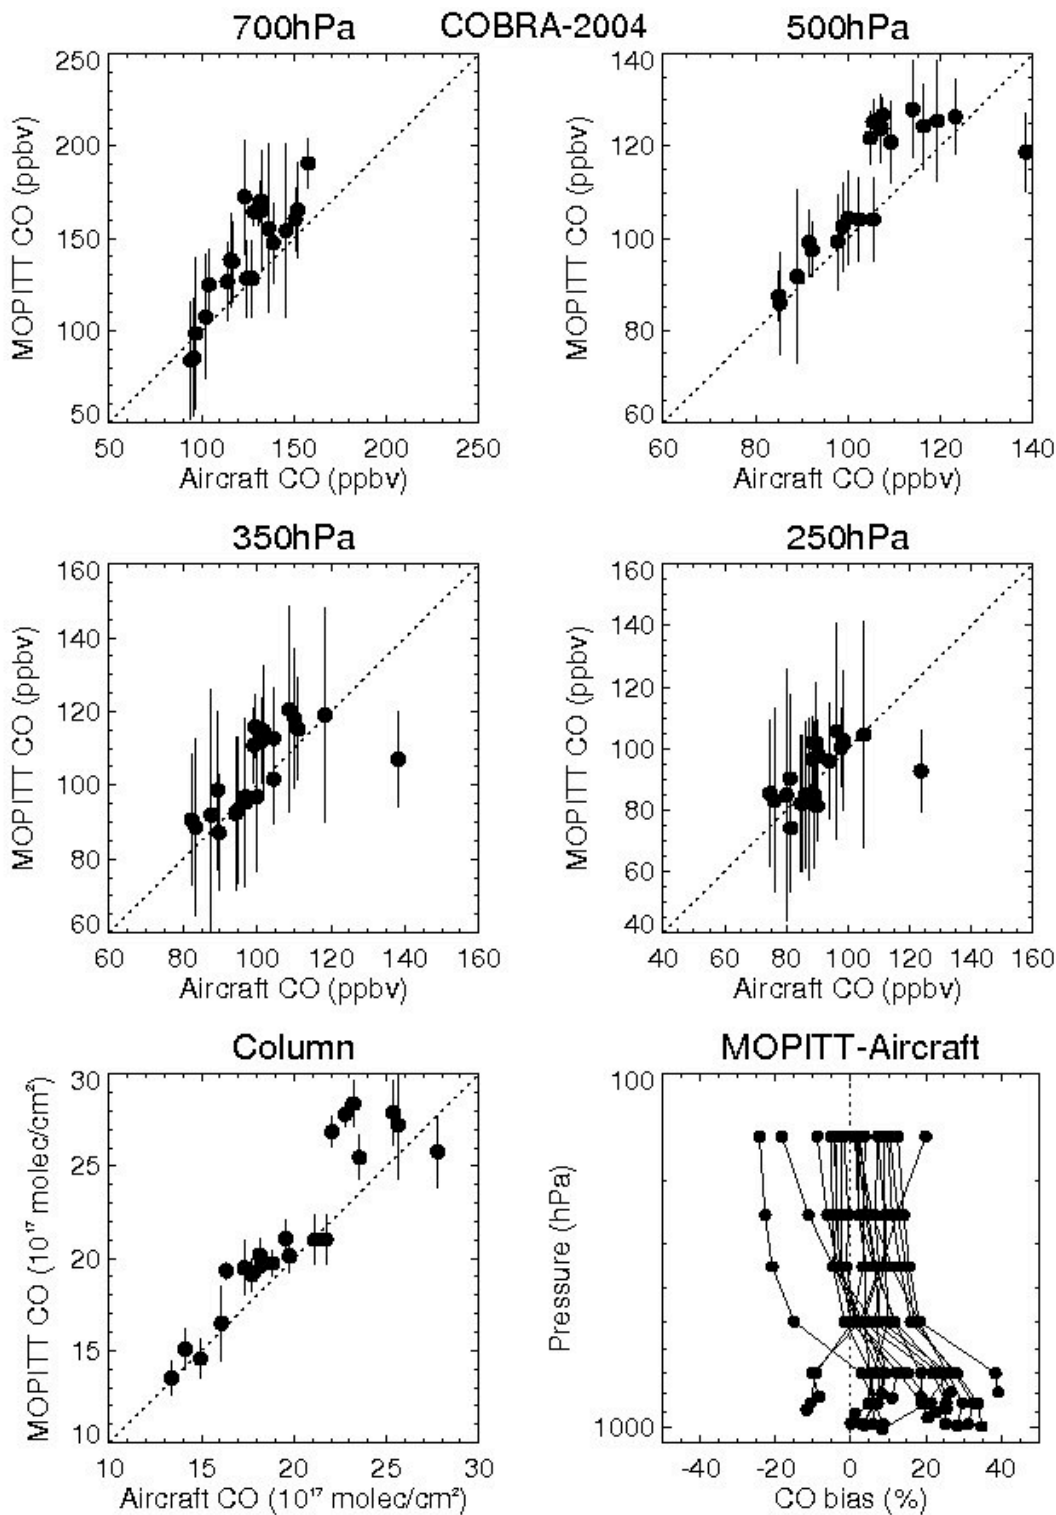 700hPa COBRA-2004 500hPa
250
200
150
100
50
MOPITT CO (ppbv)
50 100 150 200 250
Aircraft CO (ppbv)
140
120
100
80
60
MOPITT CO (ppbv)
60 80 100 120 140
Aircraft CO (ppbv)
350hPa
160
140
120
100
80
60
MOPITT CO (ppbv)
60 80 100 120 140 160
Aircraft CO (ppbv)
250hPa
160
140
120
100
80
60
40
MOPITT CO (ppbv)
40 60 80 100 120 140 160
Aircraft CO (ppbv)
Column
30
25
20
15
10
MOPITT CO (10¹⁷ molec/cm²)
10 15 20 25 30
Aircraft CO (10¹⁷ molec/cm²)
MOPITT-Aircraft
100
1000
Pressure (hPa)
-40 -20 0 20 40
CO bias (%)